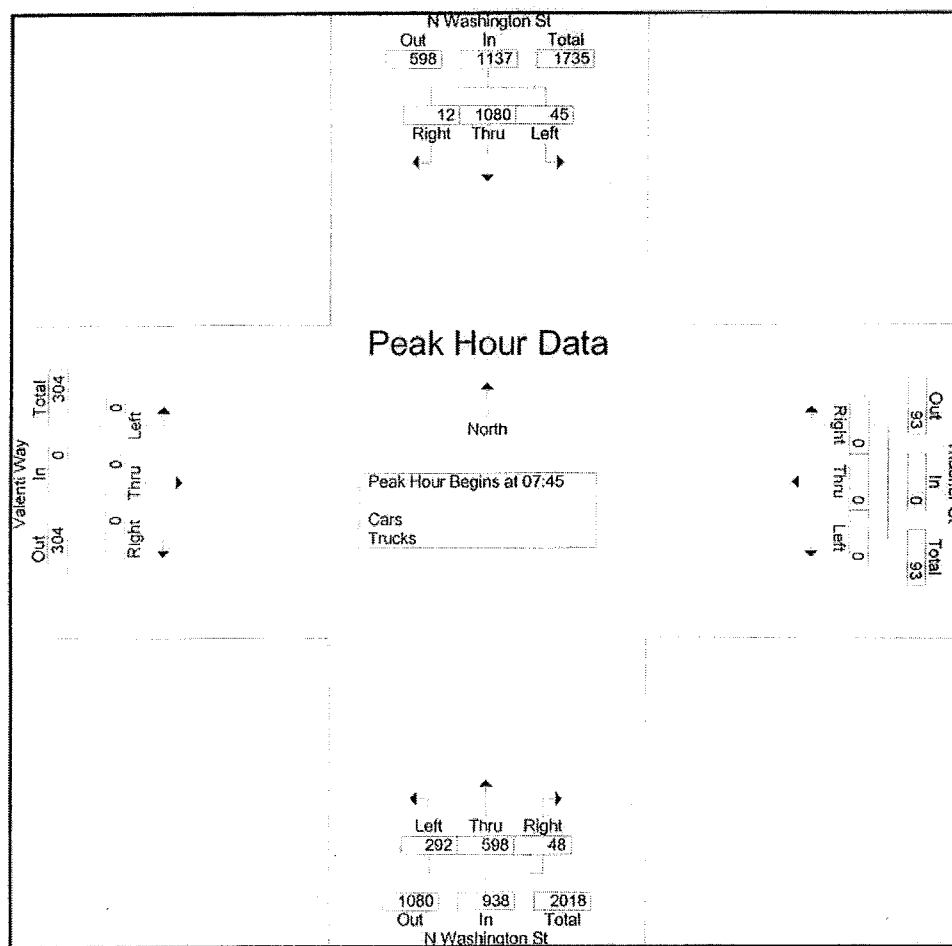 N Washington St
Out In Total
598 1137 1735
12 1080 45
Right Thru Left
Peak Hour Data
North
Peak Hour Begins at 07:45
Cars
Trucks
Valenti Way
Out In Total
304 0 304
0 0 0
Right Thru Left
Right Thru Left
0 0 0
Out In Total
93 0 93
Left Thru Right
292 598 48
1080 938 2018
Out In Total
N Washington St